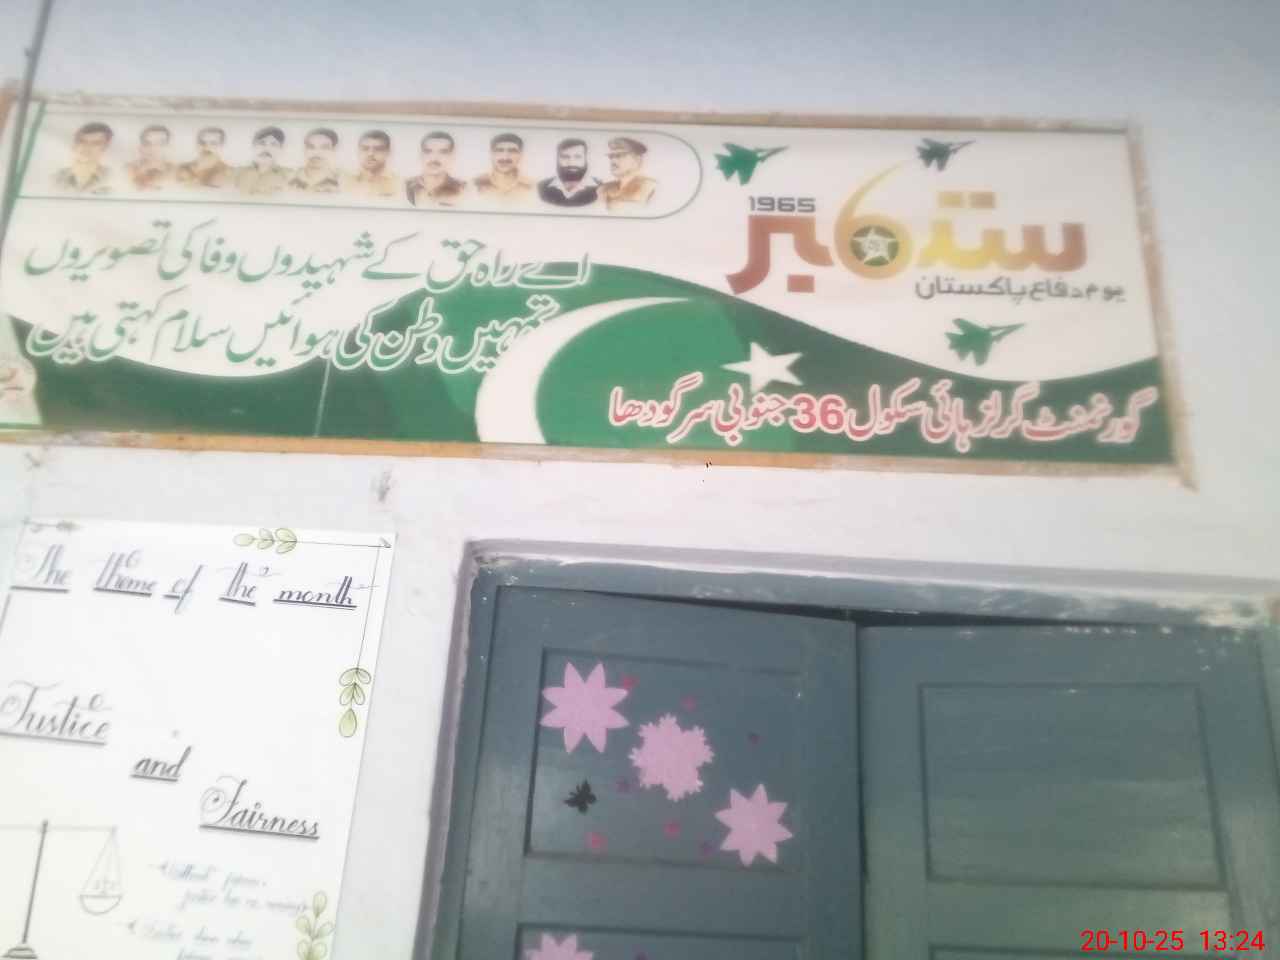 1965
6 ستمبر
یوم دفاع پاکستان
اے راہ حق کے شہیدوں وفا کی تصویروں
تمہیں وطن کی ہوائیں سلام کہتی ہیں
گورنمنٹ گرلز ہائی سکول 36 جنوبی سرگودھا
The theme of the month
Justice
and
Fairness
20-10-25 13:24